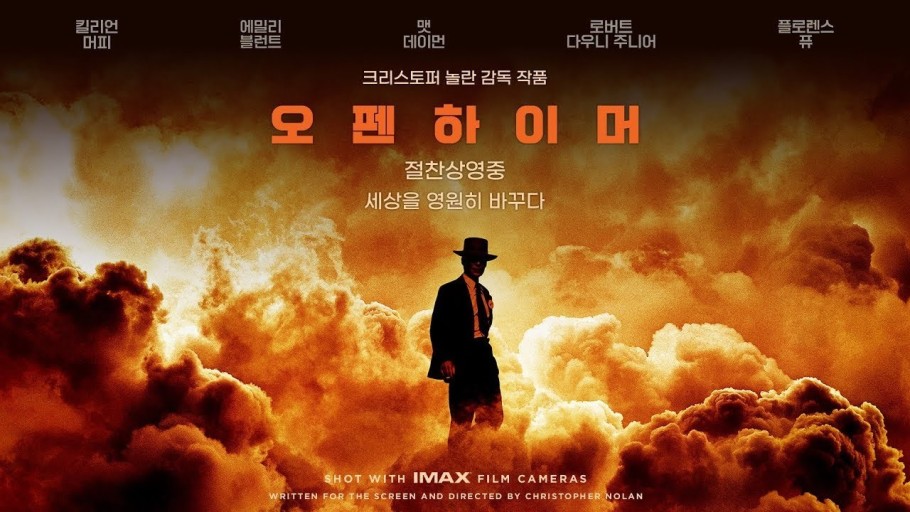 킬리언
머피
에밀리
블런트
맷
데이먼
로버트
다우니 주니어
플로렌스
퓨
크리스토퍼 놀란 감독 작품
오펜하이머
절찬상영중
세상을 영원히 바꾸다
SHOT WITH IMAX FILM CAMERAS
WRITTEN FOR THE SCREEN AND DIRECTED BY CHRISTOPHER NOLAN